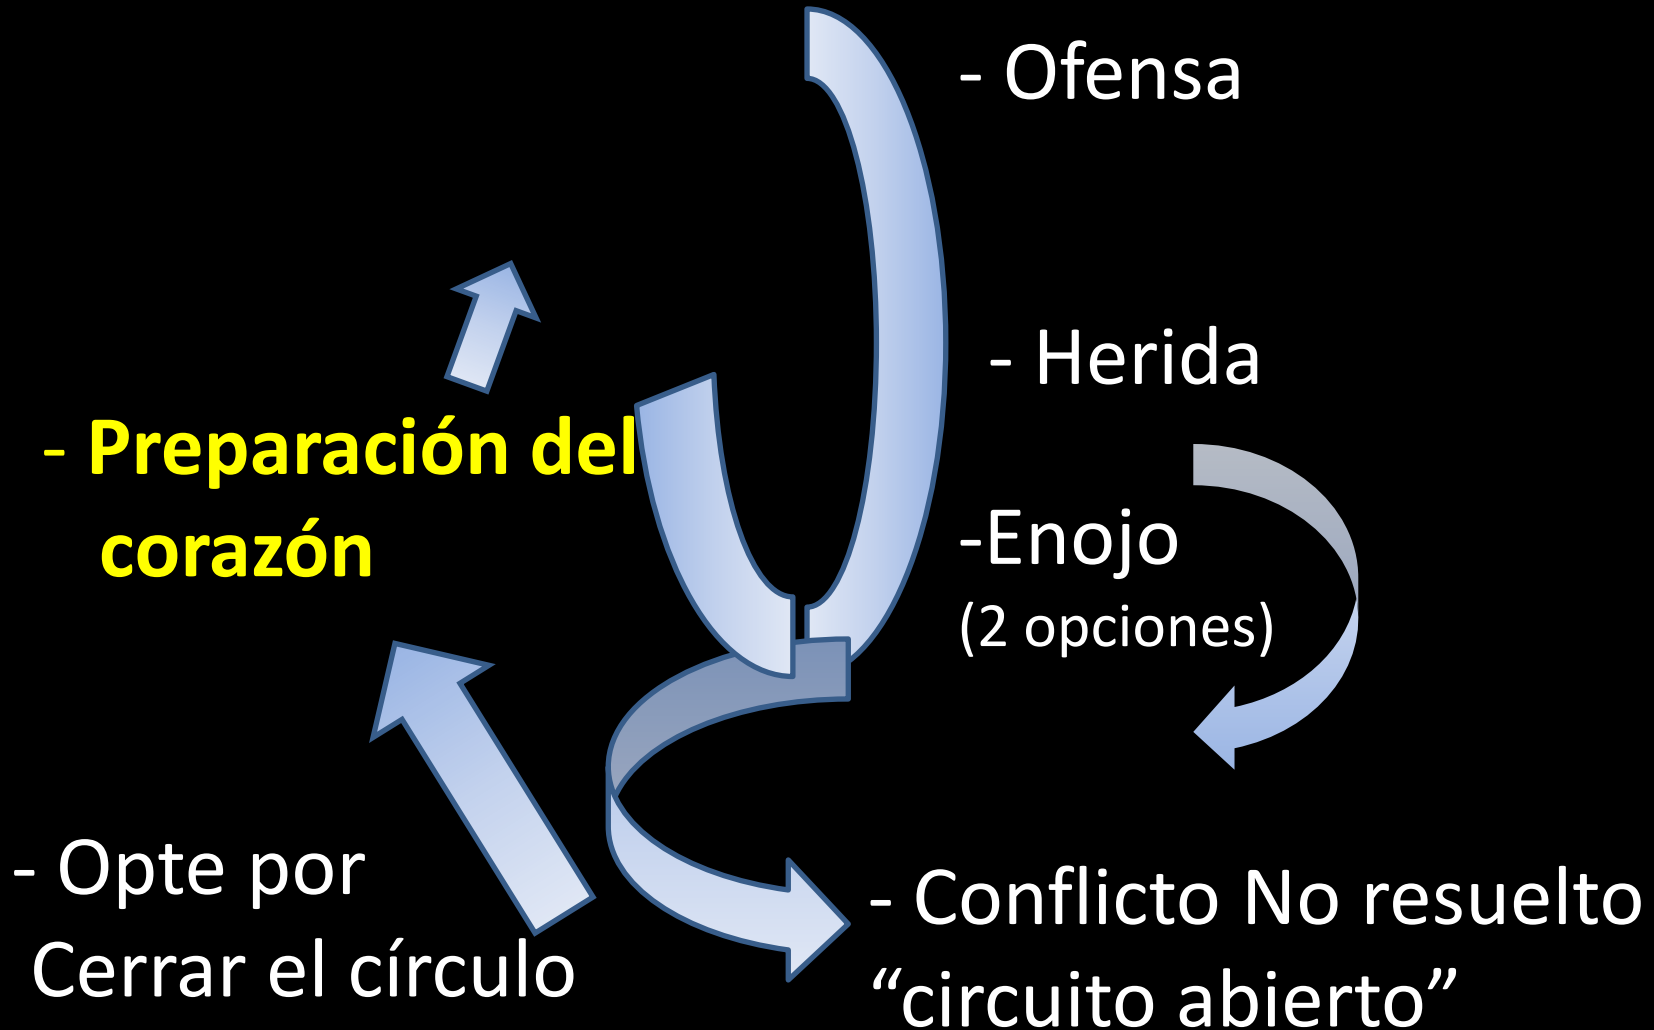 - Ofensa
- Herida
-Enojo
(2 opciones)
- Preparación del
corazón
- Opte por
Cerrar el círculo
- Conflicto No resuelto
“circuito abierto”